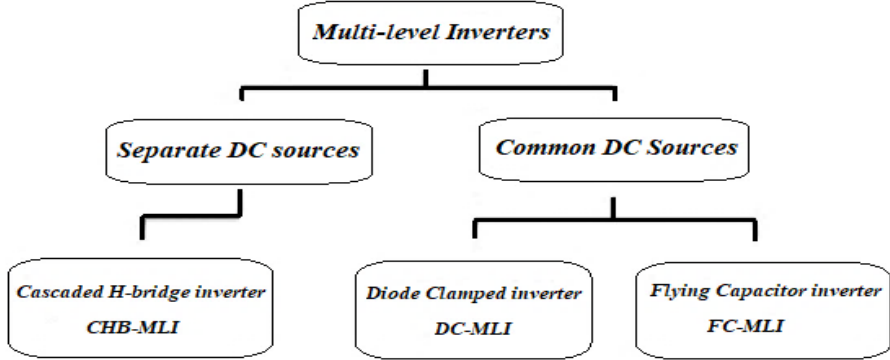 Multi-level Inverters
Separate DC sources
Common DC Sources
Cascaded H-bridge inverter
CHB-MLI
Diode Clamped inverter
DC-MLI
Flying Capacitor inverter
FC-MLI